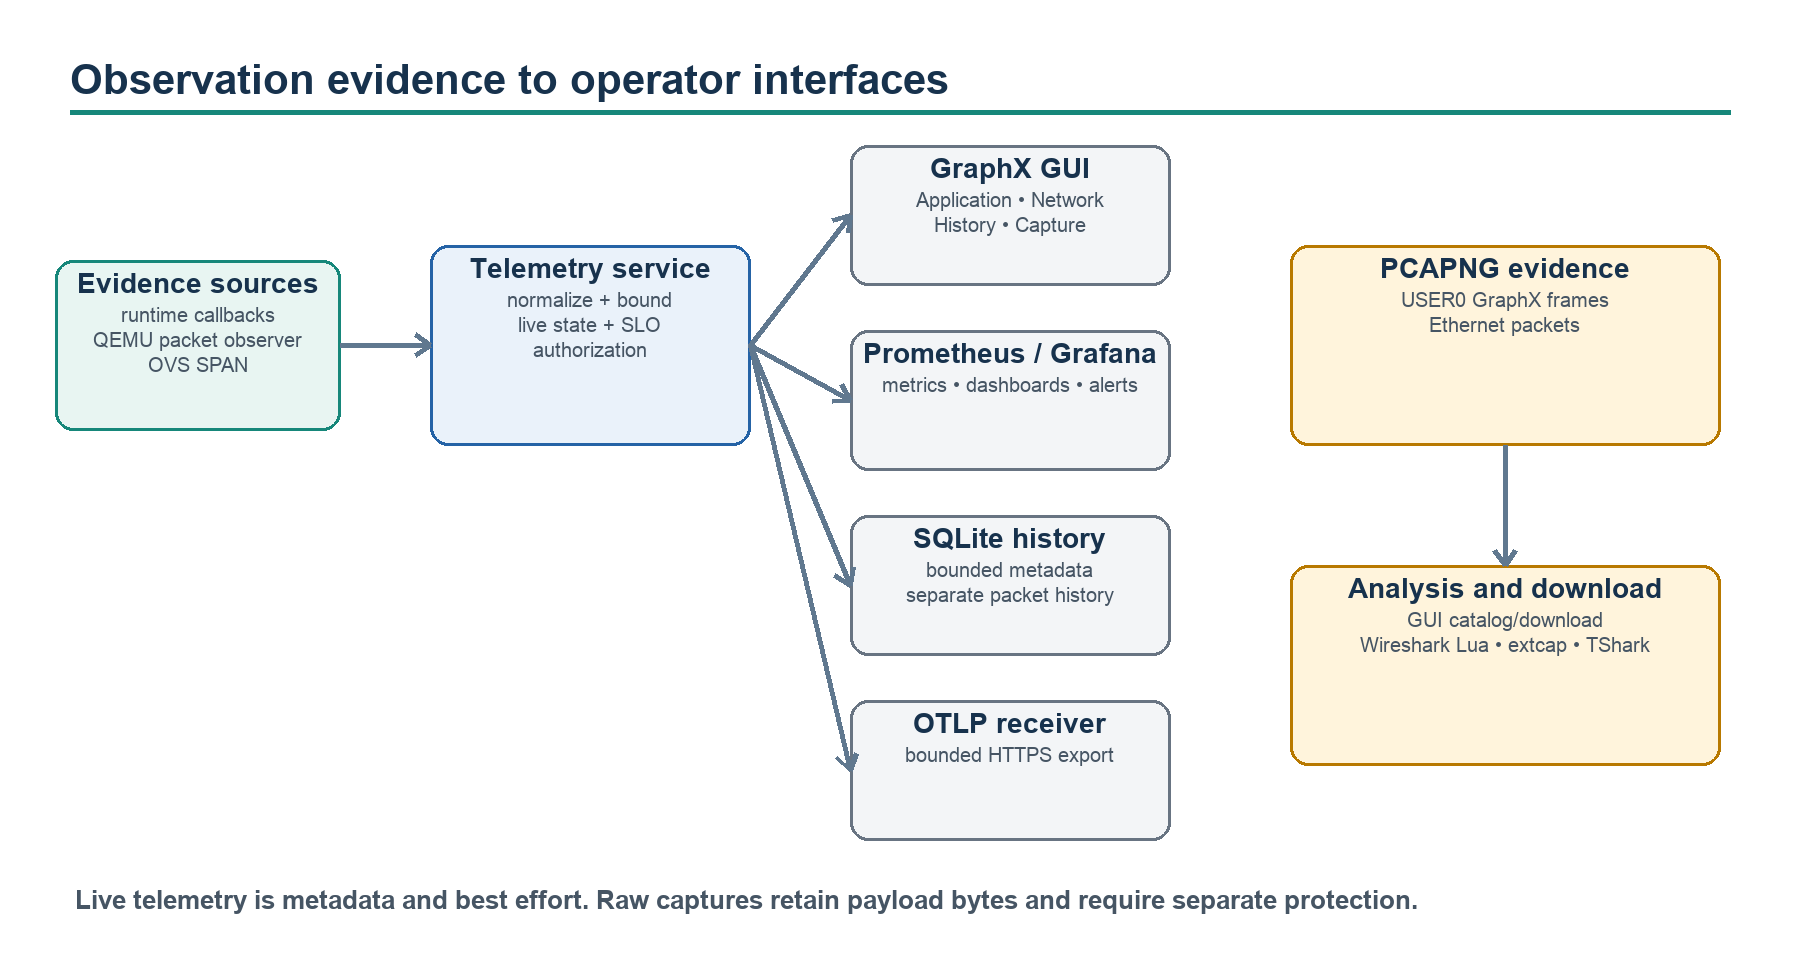 Observation evidence to operator interfaces
Evidence sources
runtime callbacks
QEMU packet observer
OVS SPAN
Telemetry service
normalize + bound
live state + SLO
authorization
GraphX GUI
Application • Network
History • Capture
Prometheus / Grafana
metrics • dashboards • alerts
SQLite history
bounded metadata
separate packet history
OTLP receiver
bounded HTTPS export
PCAPNG evidence
USER0 GraphX frames
Ethernet packets
Analysis and download
GUI catalog/download
Wireshark Lua • extcap • TShark
Live telemetry is metadata and best effort. Raw captures retain payload bytes and require separate protection.